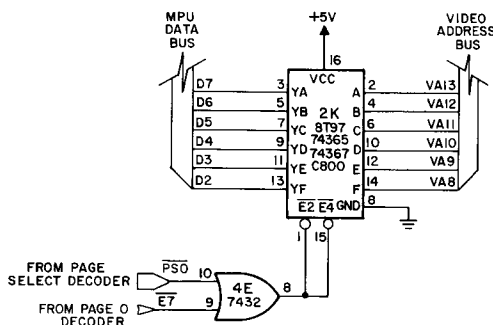 MPU DATA BUS
+5V
VIDEO ADDRESS BUS
16
VCC
D7 3 YA A 2 VA13
D6 5 YB 2K B 4 VA12
D5 7 YC 8T97 C 6 VA11
D4 9 YD 74365 D 10 VA10
D3 11 YE 74367 E 12 VA9
D2 13 YF C800 F 14 VA8
E2 E4 GND 8
1 15
FROM PAGE SELECT DECODER PS0 10
4E 7432 8
FROM PAGE 0 DECODER E7 9